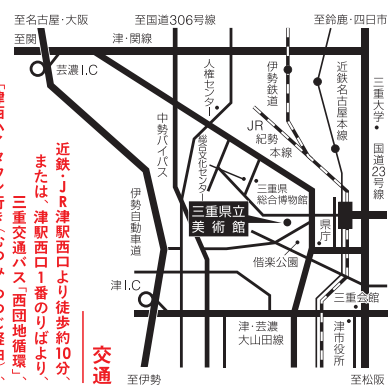 至名古屋・大阪
至国道306号線
至鈴鹿・四日市
至関
津・関線
芸濃I.C
人権センター
伊勢鉄道
近鉄名古屋本線
三重大学
国道23号線
中勢バイパス
総合文化センター
JR
紀勢
本線
三重県
総合博物館
三重県立
美術館
県庁
偕楽公園
伊勢自動車道
津I.C
三重会館
津市役所
津・芸濃
大山田線
至伊勢
至松阪
交通
近鉄・JR津駅西口より徒歩約10分、
または、津駅西口1番のりばより、
三重交通バス「西団地循環」、